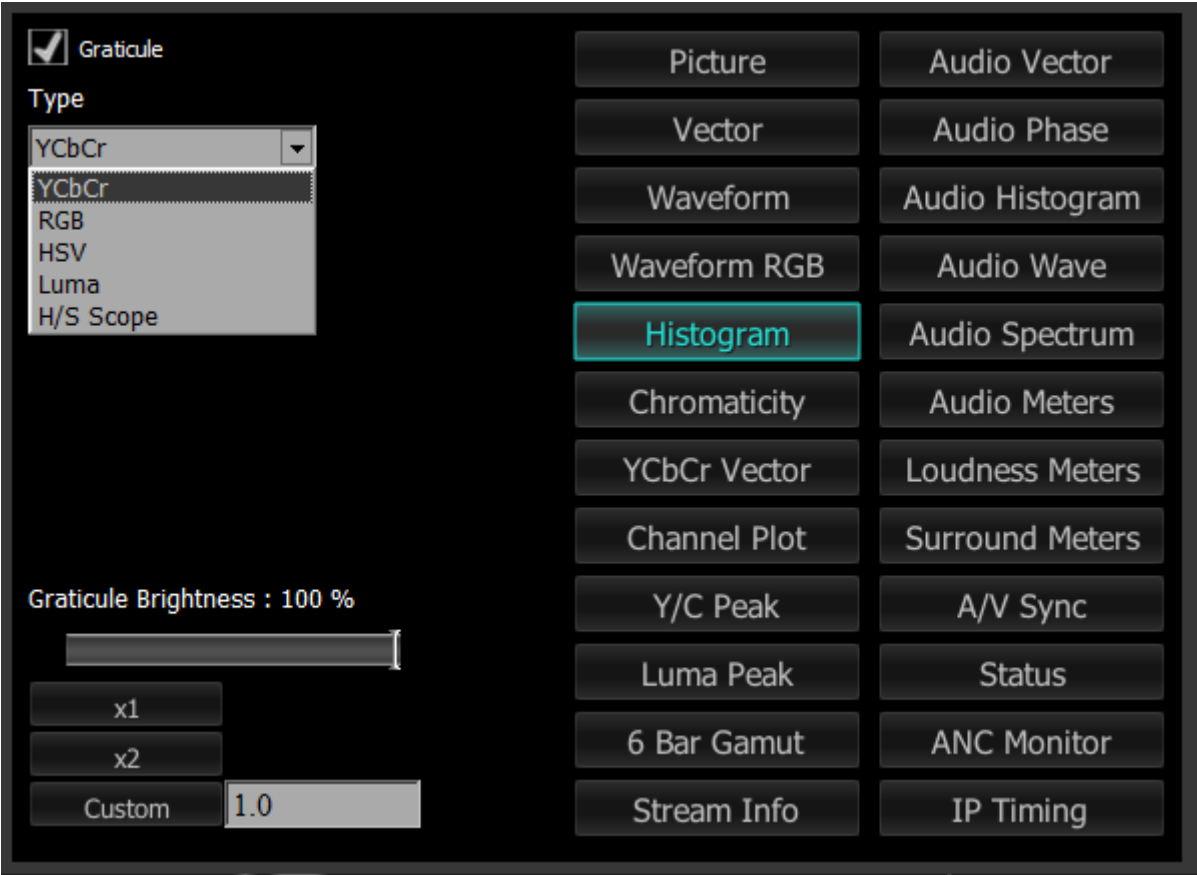 Graticule
Type
YCbCr
YCbCr
RGB
HSV
Luma
H/S Scope
Graticule Brightness : 100 %
x1
x2
Custom
1.0
Picture
Vector
Waveform
Waveform RGB
Histogram
Chromaticity
YCbCr Vector
Channel Plot
Y/C Peak
Luma Peak
6 Bar Gamut
Stream Info
Audio Vector
Audio Phase
Audio Histogram
Audio Wave
Audio Spectrum
Audio Meters
Loudness Meters
Surround Meters
A/V Sync
Status
ANC Monitor
IP Timing